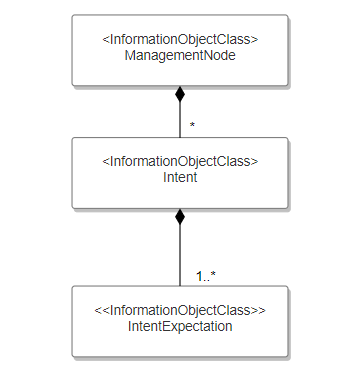 <InformationObjectClass>
ManagementNode
*
<InformationObjectClass>
Intent
1..*
<<InformationObjectClass>>
IntentExpectation